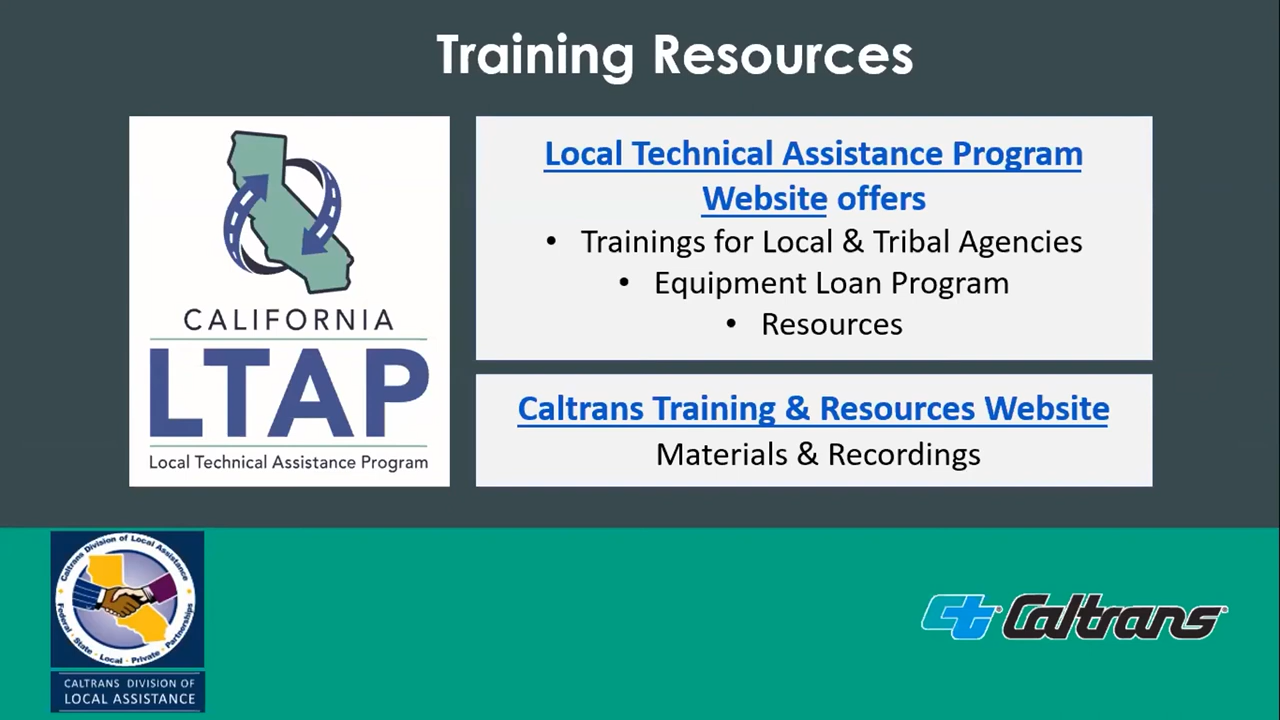 Training Resources
CALIFORNIA
LTAP
Local Technical Assistance Program
Local Technical Assistance Program
Website offers
• Trainings for Local & Tribal Agencies
• Equipment Loan Program
• Resources
Caltrans Training & Resources Website
Materials & Recordings
Caltrans Division of Local Assistance
Federal · State · Local · Private · Partnerships
CALTRANS DIVISION OF
LOCAL ASSISTANCE
ct Caltrans